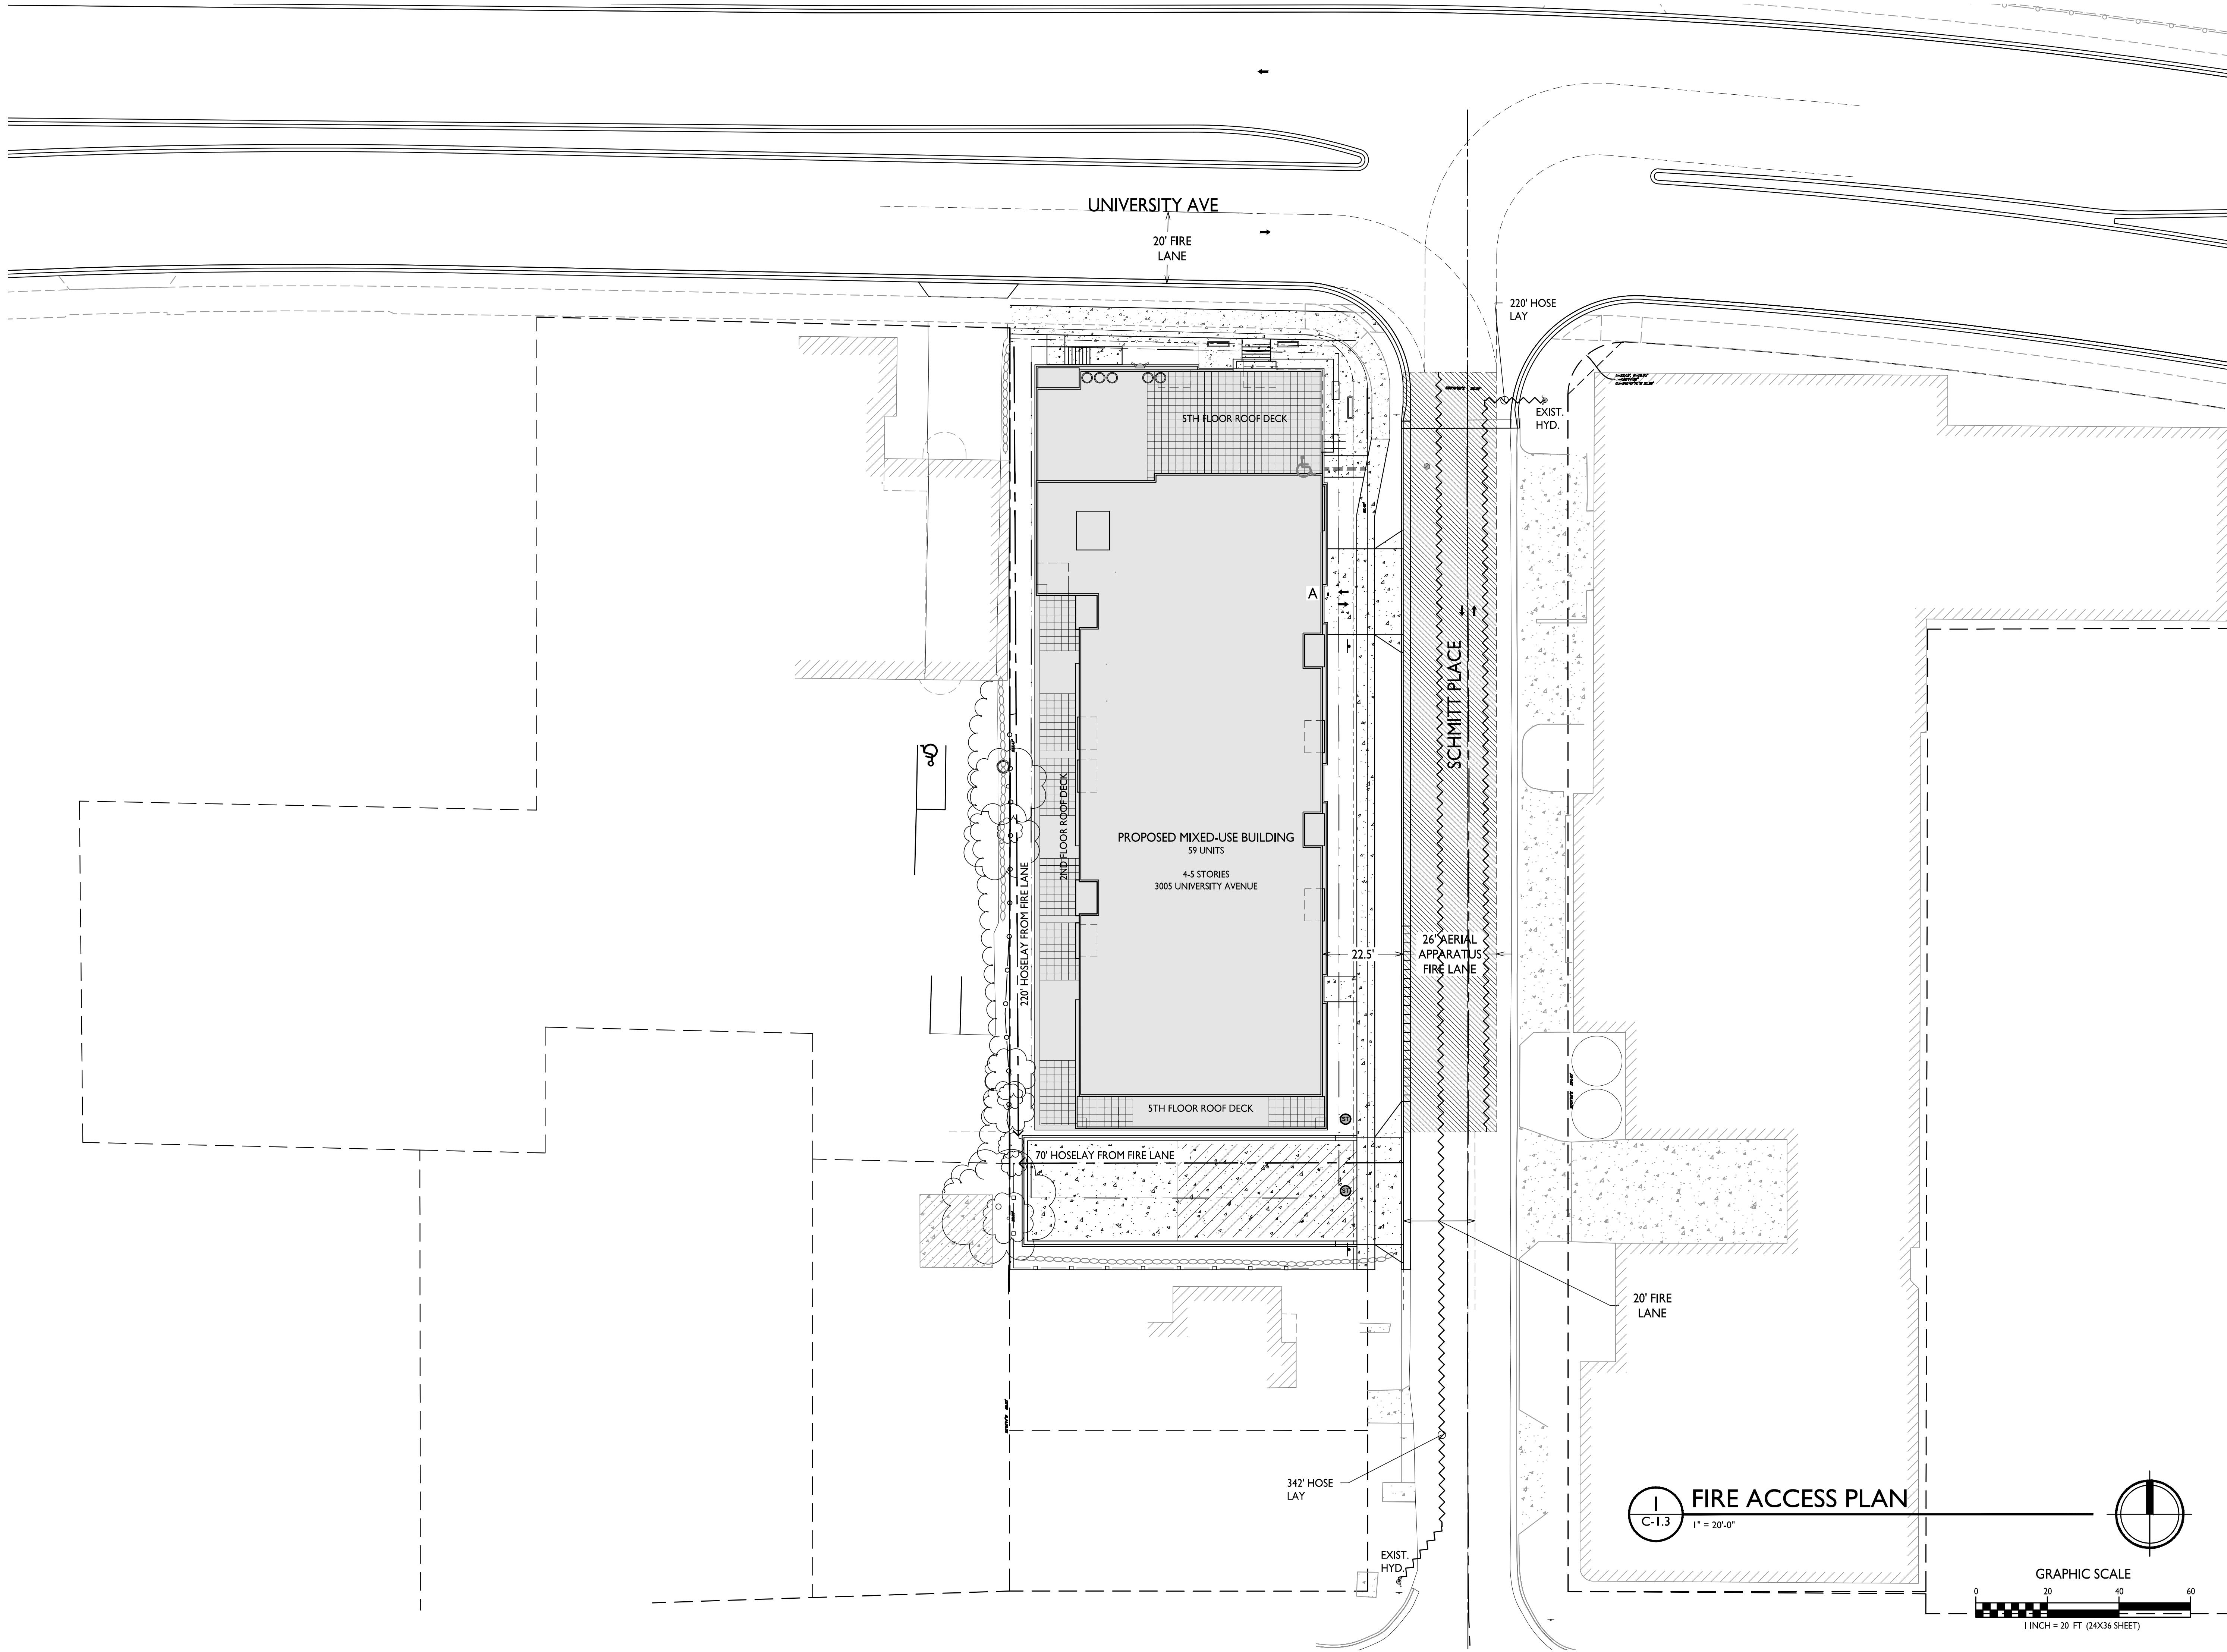 UNIVERSITY AVE
20' FIRE
LANE
220' HOSE
LAY
EXIST.
HYD.
5TH FLOOR ROOF DECK
A
SCHMITT PLACE
2ND FLOOR ROOF DECK
PROPOSED MIXED-USE BUILDING
59 UNITS
4-5 STORIES
3005 UNIVERSITY AVENUE
220' HOSELAY FROM FIRE LANE
22.5'
26' AERIAL
APPARATUS
FIRE LANE
5TH FLOOR ROOF DECK
ST
70' HOSELAY FROM FIRE LANE
ST
20' FIRE
LANE
342' HOSE
LAY
EXIST.
HYD.
1
C-1.3
FIRE ACCESS PLAN
1" = 20'-0"
GRAPHIC SCALE
0 20 40 60
1 INCH = 20 FT (24X36 SHEET)